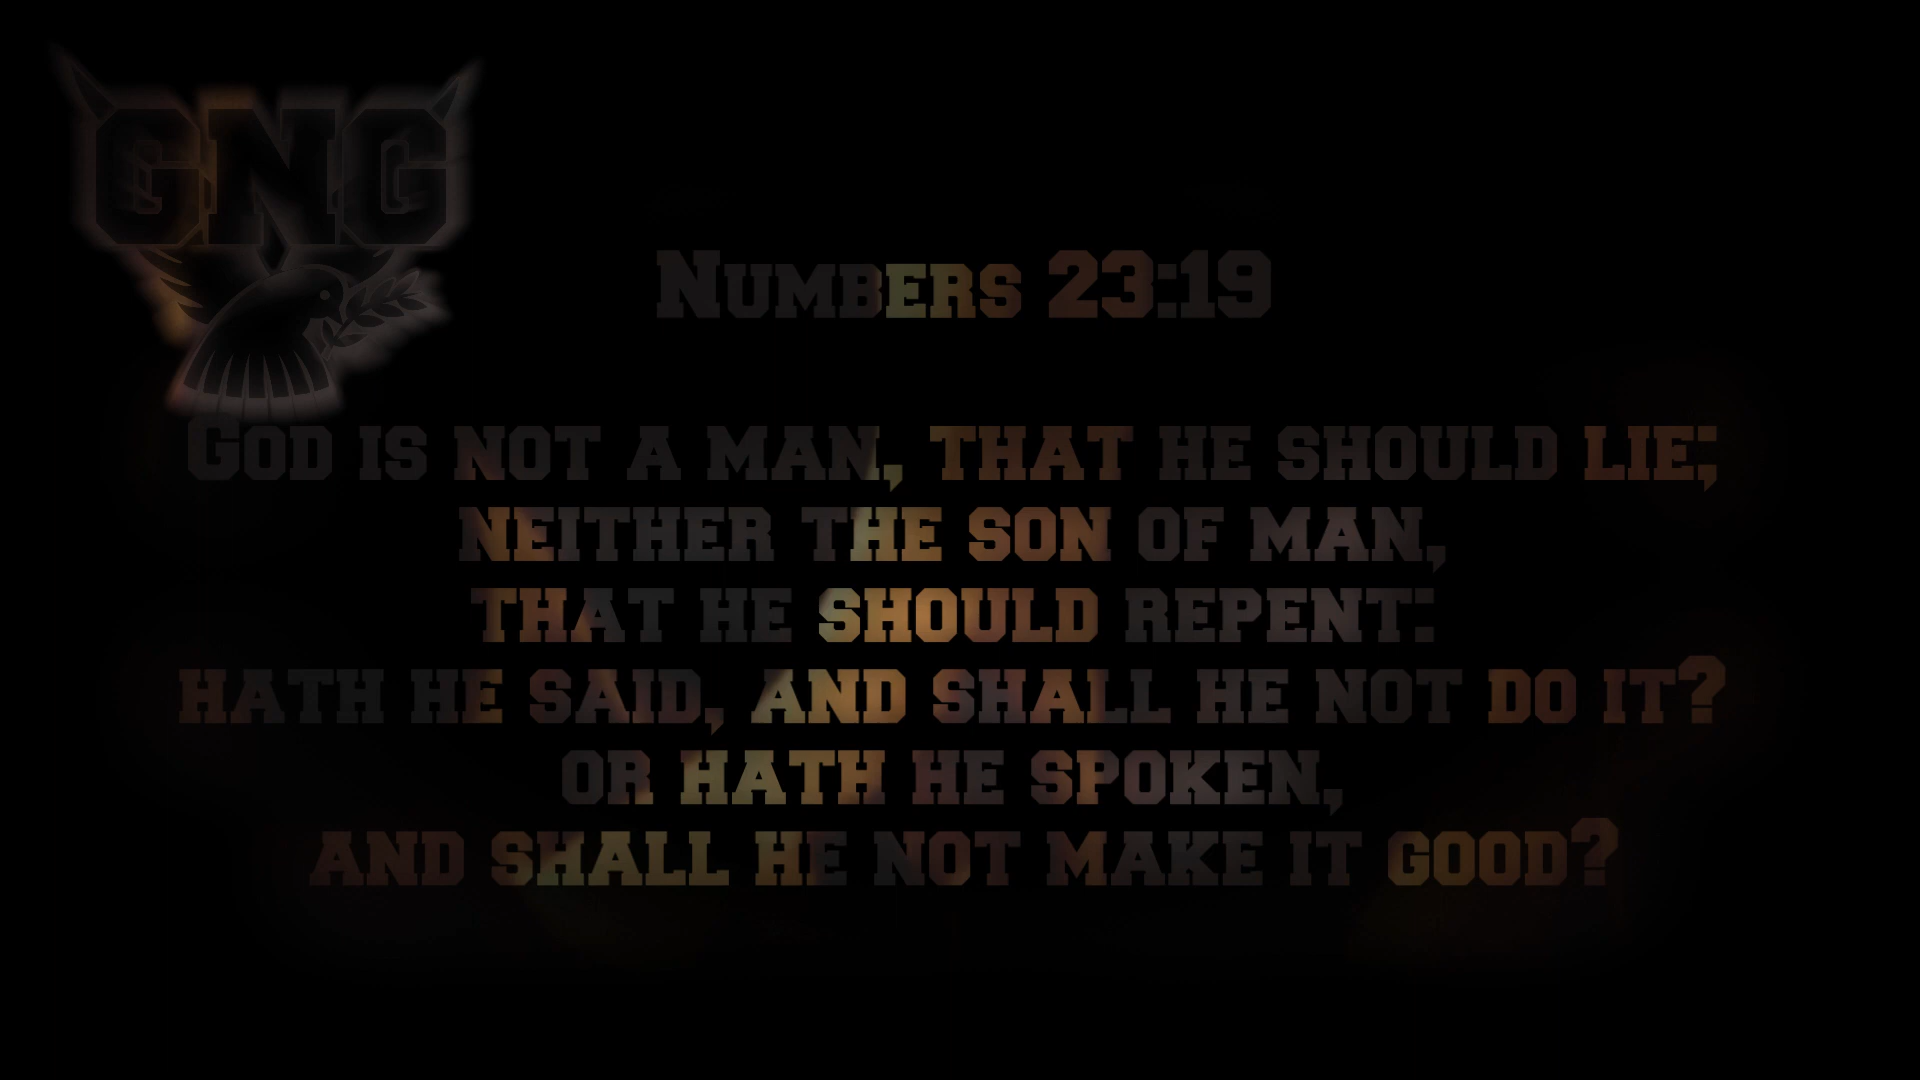 GNG
Numbers 23:19
God is not a man, that he should lie;
neither the son of man,
that he should repent:
hath he said, and shall he not do it?
or hath he spoken,
and shall he not make it good?